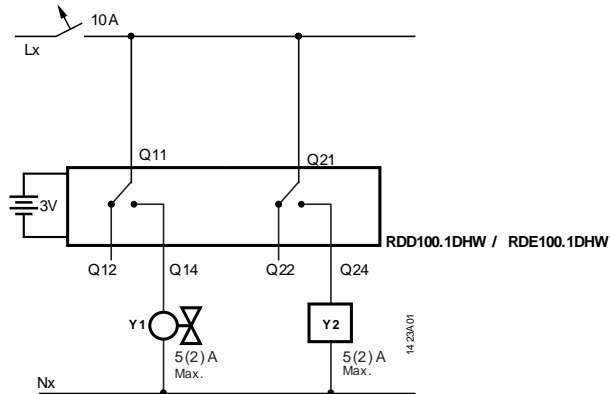 10A
Lx
Q11
Q21
3V
RDD100.1DHW / RDE100.1DHW
Q12
Q14
Q22
Q24
Y1
Y2
5(2)A
Max.
5(2)A
Max.
1423A01
Nx